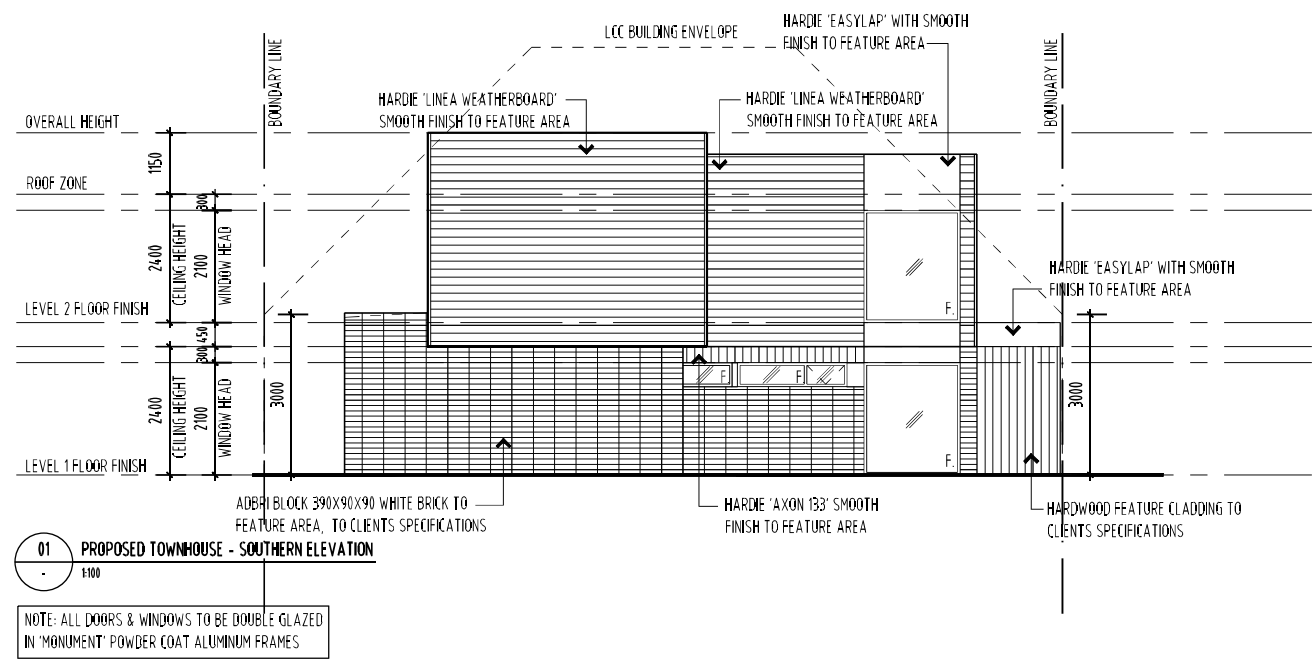 HARDIE 'EASYLAP' WITH SMOOTH
FINISH TO FEATURE AREA
LCC BUILDING ENVELOPE
BOUNDARY LINE
BOUNDARY LINE
HARDIE 'LINEA WEATHERBOARD'
SMOOTH FINISH TO FEATURE AREA
HARDIE 'LINEA WEATHERBOARD'
SMOOTH FINISH TO FEATURE AREA
OVERALL HEIGHT
1150
ROOF ZONE
300
2400
CEILING HEIGHT
2100
WINDOW HEAD
HARDIE 'EASYLAP' WITH SMOOTH
FINISH TO FEATURE AREA
LEVEL 2 FLOOR FINISH
F.
450
300
2400
CEILING HEIGHT
2100
WINDOW HEAD
3000
F.
F.
3000
LEVEL 1 FLOOR FINISH
F.
ADBRI BLOCK 390X90X90 WHITE BRICK TO
FEATURE AREA, TO CLIENTS SPECIFICATIONS
HARDIE 'AXON 133' SMOOTH
FINISH TO FEATURE AREA
HARDWOOD FEATURE CLADDING TO
CLIENTS SPECIFICATIONS
01
PROPOSED TOWNHOUSE - SOUTHERN ELEVATION
-
1:100
NOTE: ALL DOORS & WINDOWS TO BE DOUBLE GLAZED
IN 'MONUMENT' POWDER COAT ALUMINUM FRAMES